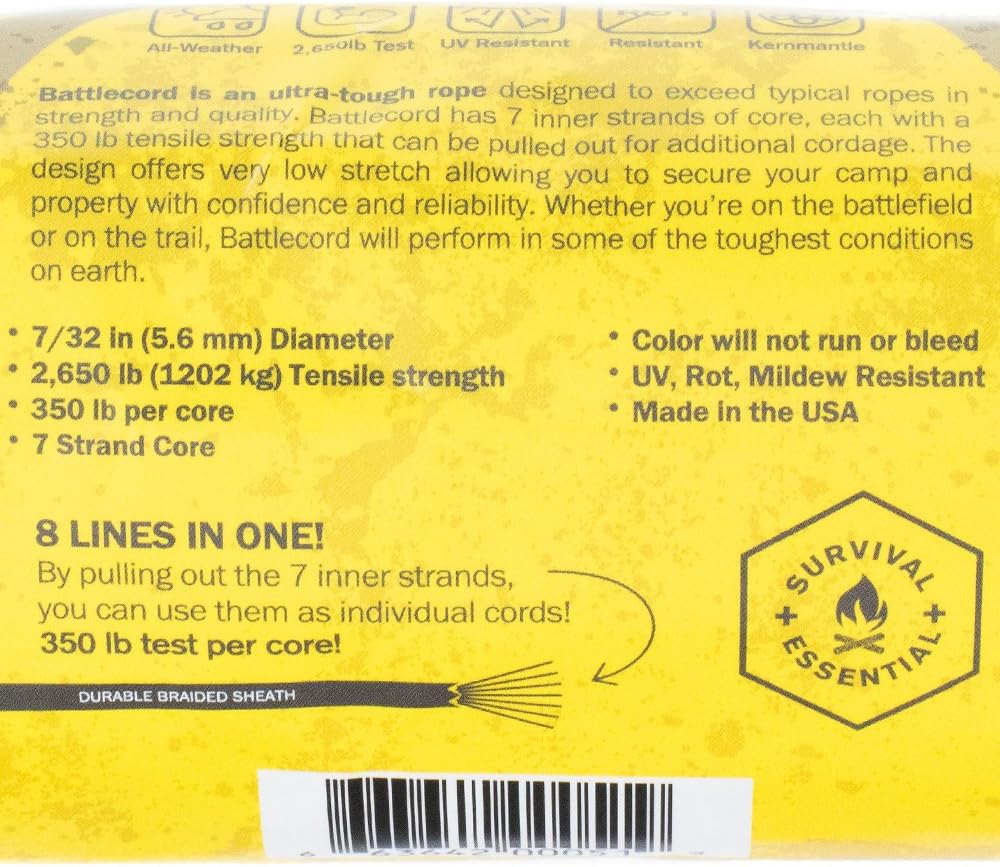 All-Weather 2,650lb Test UV Resistant Resistant Kernmantle
Battlecord is an ultra-tough rope designed to exceed typical ropes in
strength and quality. Battlecord has 7 inner strands of core, each with a
350 lb tensile strength that can be pulled out for additional cordage. The
design offers very low stretch allowing you to secure your camp and
property with confidence and reliability. Whether you're on the battlefield
or on the trail, Battlecord will perform in some of the toughest conditions
on earth.
• 7/32 in (5.6 mm) Diameter
• 2,650 lb (1202 kg) Tensile strength
• 350 lb per core
• 7 Strand Core
• Color will not run or bleed
• UV, Rot, Mildew Resistant
• Made in the USA
8 LINES IN ONE!
By pulling out the 7 inner strands,
you can use them as individual cords!
350 lb test per core!
DURABLE BRAIDED SHEATH
SURVIVAL
+ +
ESSENTIAL